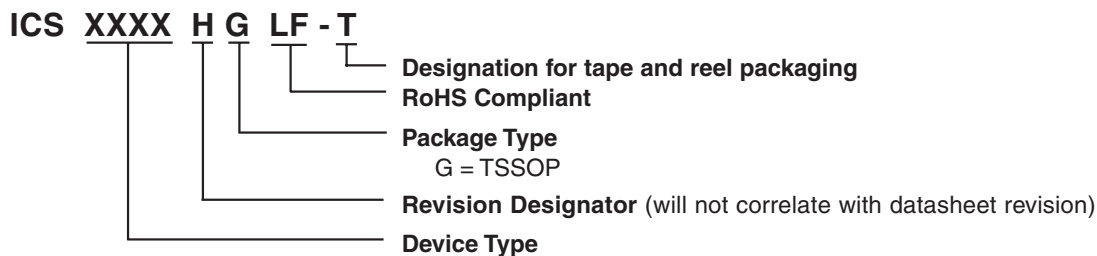 ICS XXXX H G LF - T
Designation for tape and reel packaging
RoHS Compliant
Package Type
G = TSSOP
Revision Designator (will not correlate with datasheet revision)
Device Type